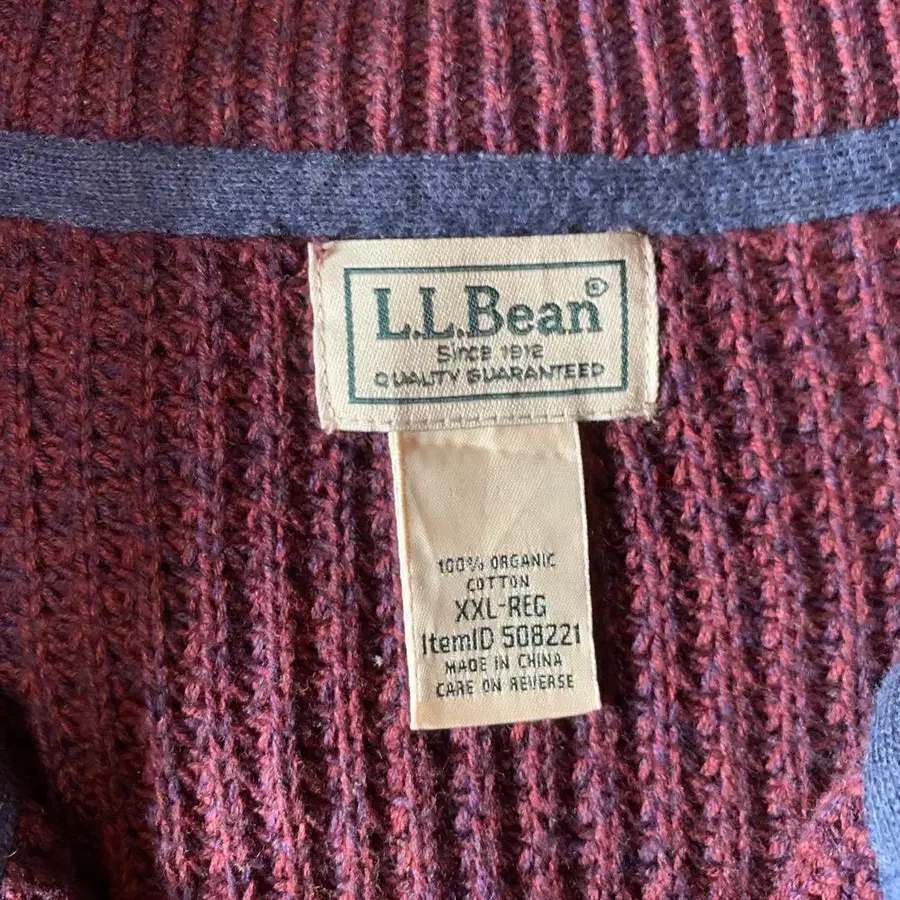 L.L.Bean®
Since 1912
QUALITY GUARANTEED
100% ORGANIC
COTTON
XXL-REG
ItemID 508221
MADE IN CHINA
CARE ON REVERSE